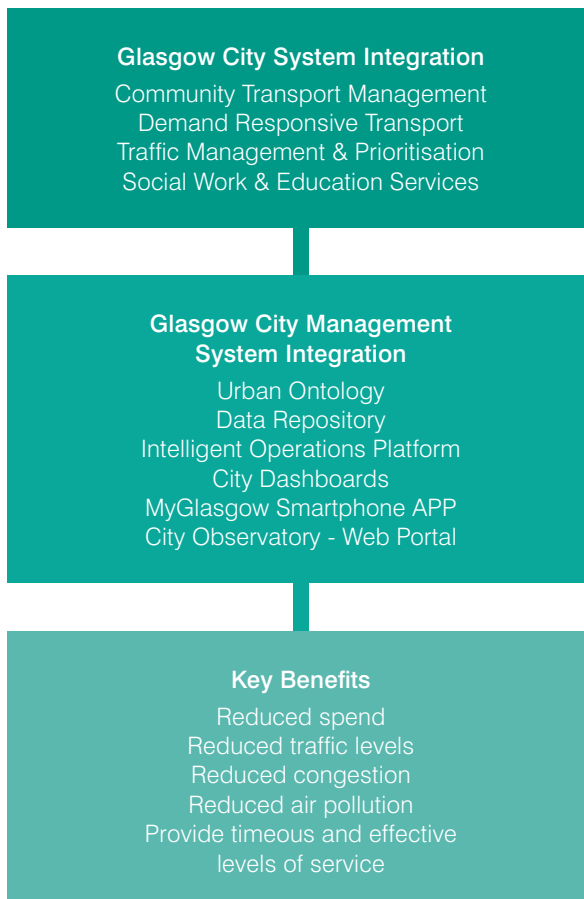 Glasgow City System Integration
Community Transport Management
Demand Responsive Transport
Traffic Management & Prioritisation
Social Work & Education Services
Glasgow City Management
System Integration
Urban Ontology
Data Repository
Intelligent Operations Platform
City Dashboards
MyGlasgow Smartphone APP
City Observatory - Web Portal
Key Benefits
Reduced spend
Reduced traffic levels
Reduced congestion
Reduced air pollution
Provide timeous and effective
levels of service